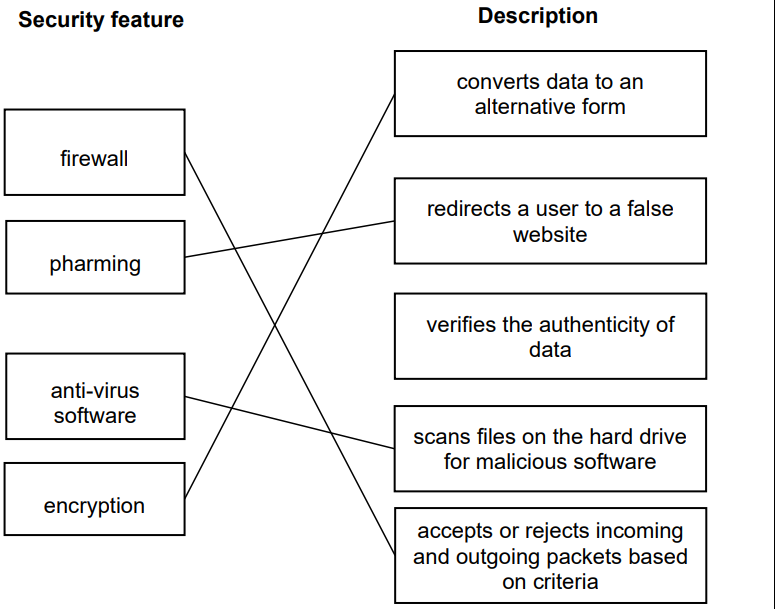 Security feature
Description
firewall
pharming
anti-virus
software
encryption
converts data to an
alternative form
redirects a user to a false
website
verifies the authenticity of
data
scans files on the hard drive
for malicious software
accepts or rejects incoming
and outgoing packets based
on criteria